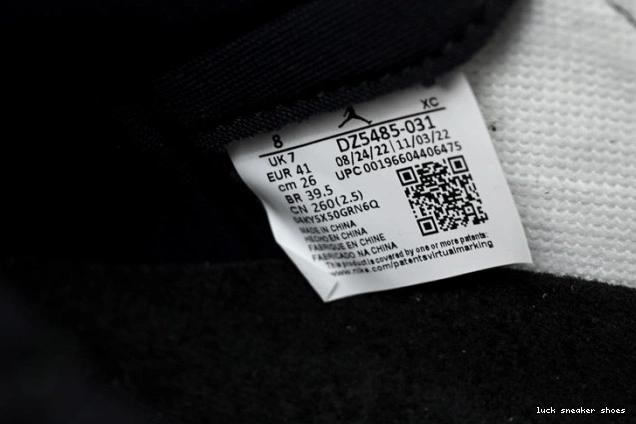 8 XC
UK 7 DZ5485-031
EUR 41 08/24/22 | 11/03/22
cm 26 UPC 00196604406475
BR 39.5
CN 260(2.5)
04KY5X50GRN6Q
MADE IN CHINA
HECHO EN CHINA
FABRIQUE EN CHINE
FABRICADO NA CHINA
This product is covered by one or more patents:
www.nike.com/patentsvirtualmarking
luck sneaker shoes